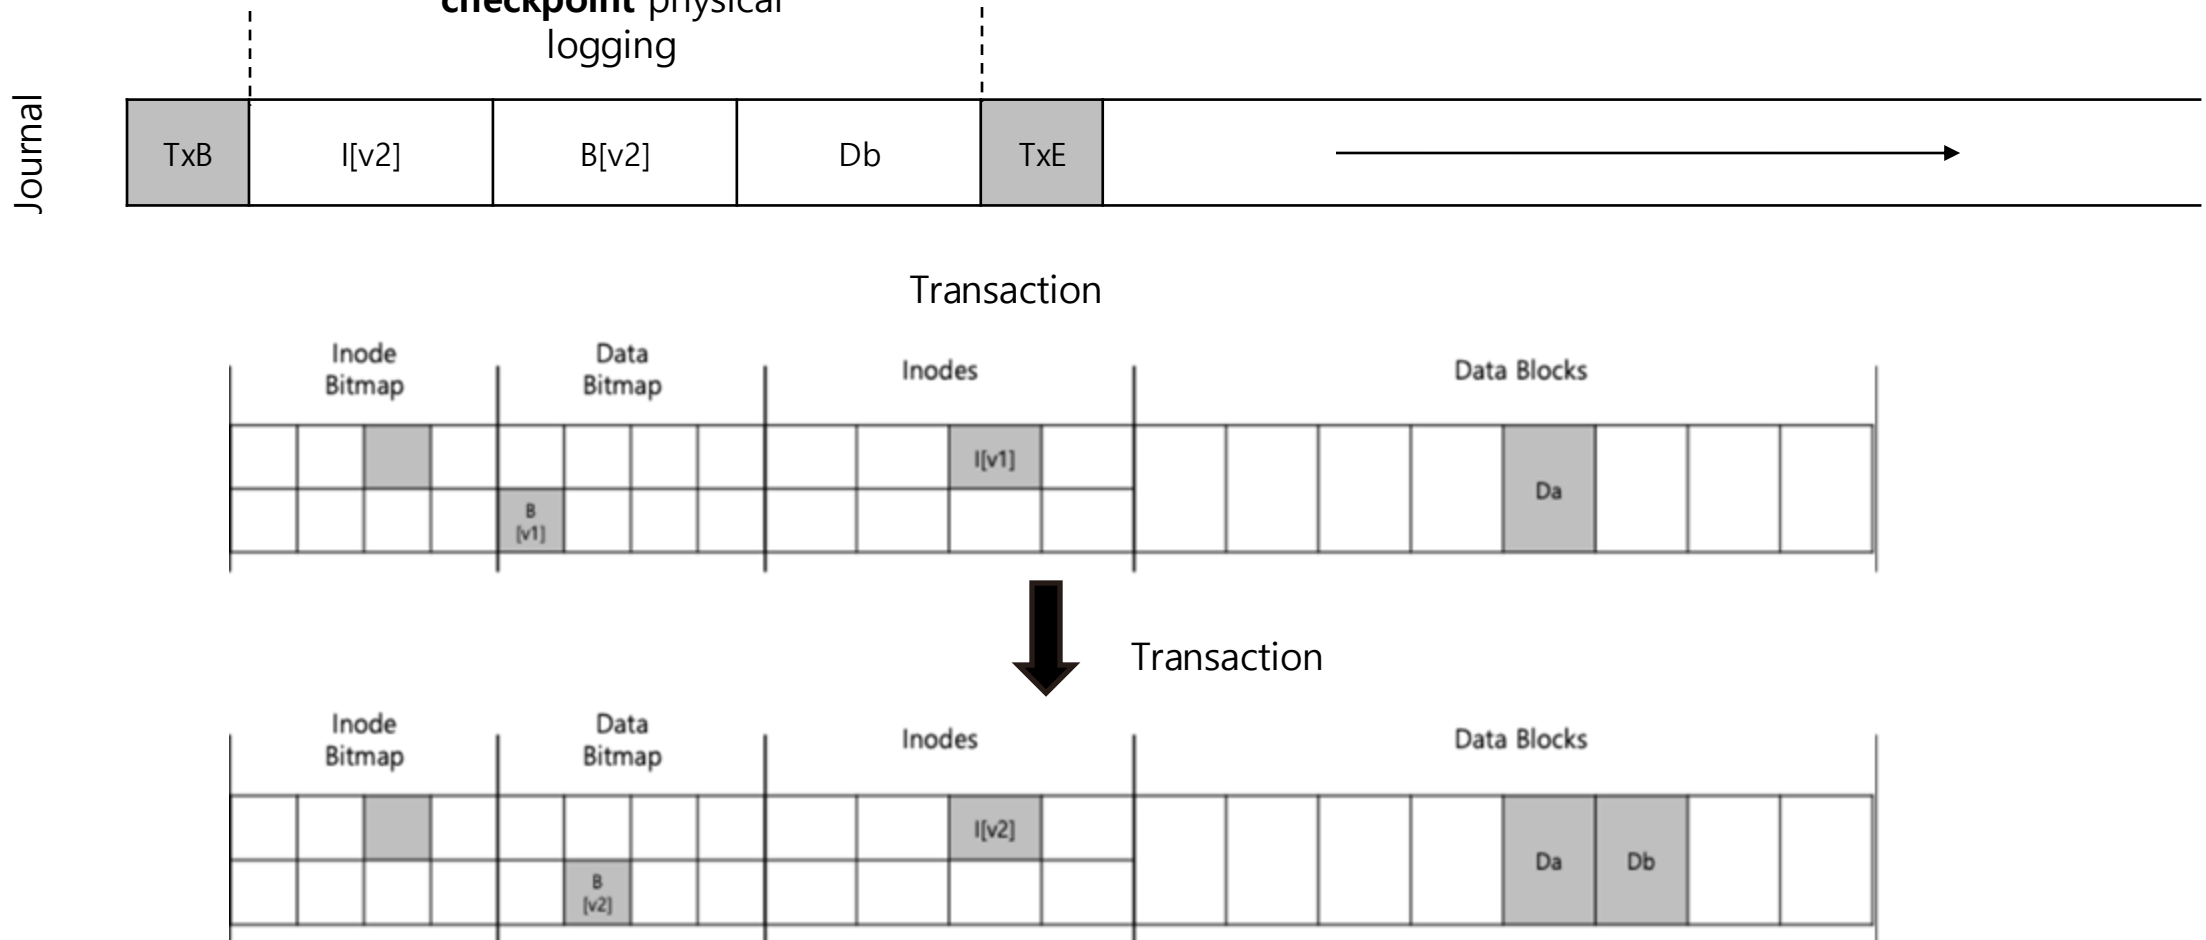 checkpoint physical
logging
Journal
TxB I[v2] B[v2] Db TxE
Transaction
Inode
Bitmap
Data
Bitmap
Inodes
Data Blocks
I[v1]
B
[v1]
Da
Transaction
Inode
Bitmap
Data
Bitmap
Inodes
Data Blocks
I[v2]
B
[v2]
Da
Db